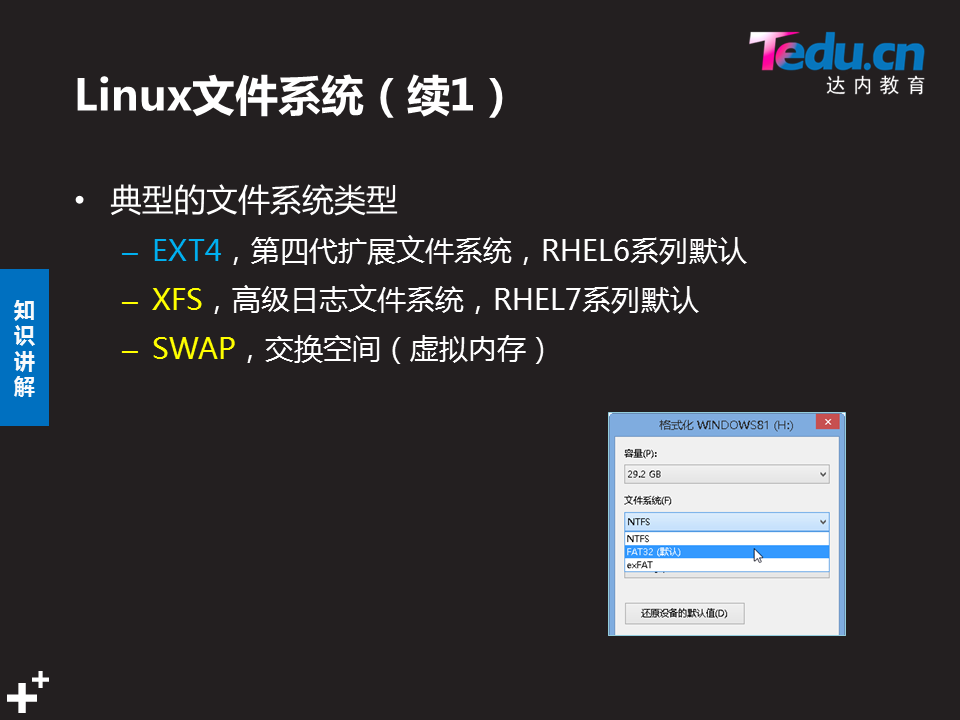 Tedu.cn
达内教育
Linux文件系统（续1）
• 典型的文件系统类型
– EXT4，第四代扩展文件系统，RHEL6系列默认
– XFS，高级日志文件系统，RHEL7系列默认
– SWAP，交换空间（虚拟内存）
知识讲解
格式化 WINDOWS81 (H:)
容量(P):
29.2 GB
文件系统(F)
NTFS
NTFS
FAT32 (默认)
exFAT
还原设备的默认值(D)